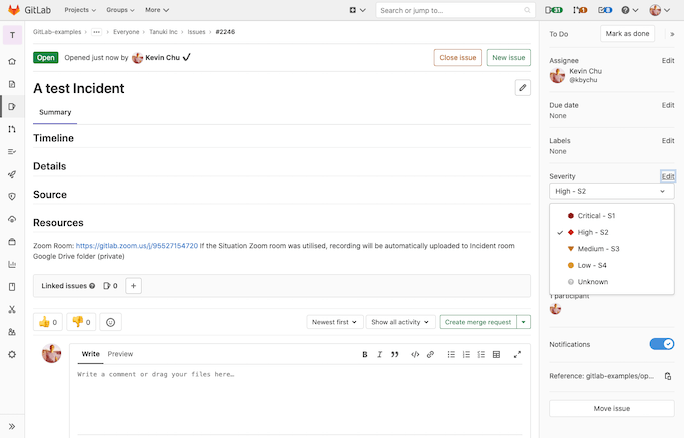 GitLab Projects Groups More Search or jump to... 31 1 8
T
GitLab-examples › ••• › Everyone › Tanuki Inc › Issues › #2246
Open Opened just now by Kevin Chu Close issue New issue
A test Incident
Summary
Timeline
Details
Source
Resources
Zoom Room: https://gitlab.zoom.us/j/95527154720 If the Situation Zoom room was utilised, recording will be automatically uploaded to Incident room
Google Drive folder (private)
Linked issues 0 +
0 0 Newest first Show all activity Create merge request
Write Preview B I
Write a comment or drag your files here…
To Do Mark as done »
Assignee Edit
Kevin Chu
@kbychu
Due date Edit
None
Labels Edit
None
Severity Edit
High - S2
Critical - S1
High - S2
Medium - S3
Low - S4
Unknown
1 participant
Notifications
Reference: gitlab-examples/op...
Move issue